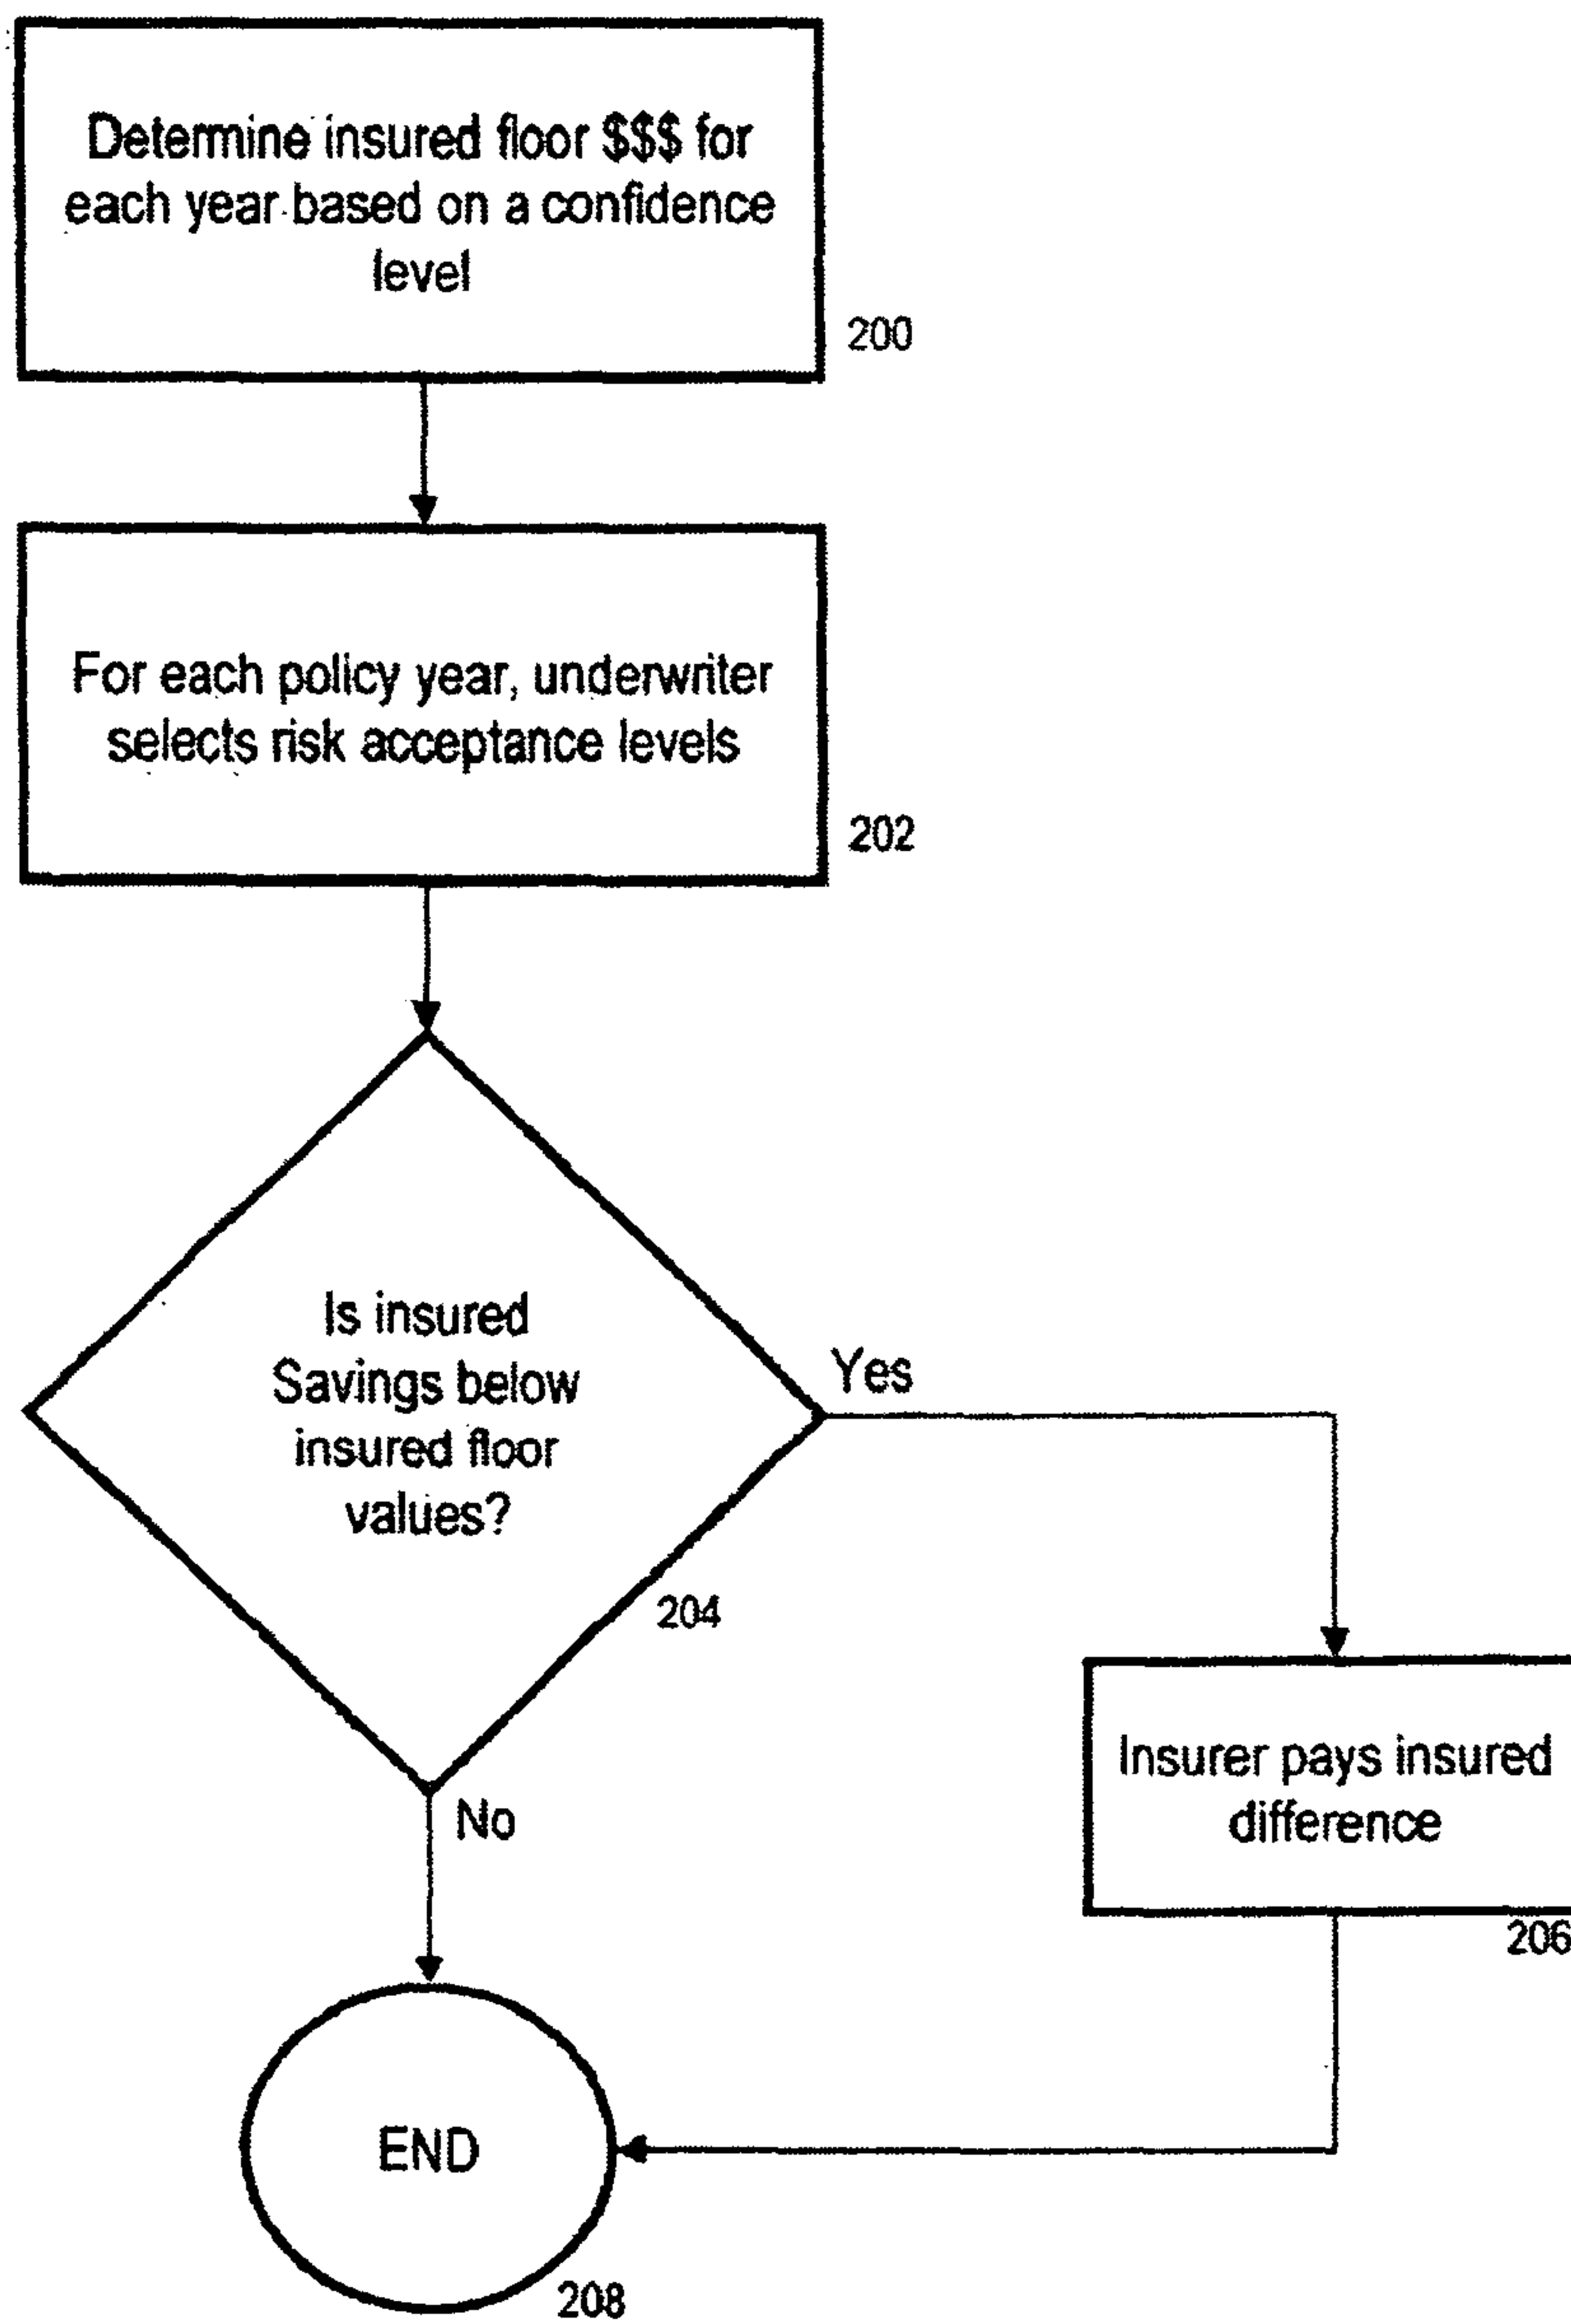 Determine insured floor $$$ for
each year based on a confidence
level
200
For each policy year, underwriter
selects risk acceptance levels
202
Is insured
Savings below
insured floor
values?
Yes
204
No
Insurer pays insured
difference
206
END
208